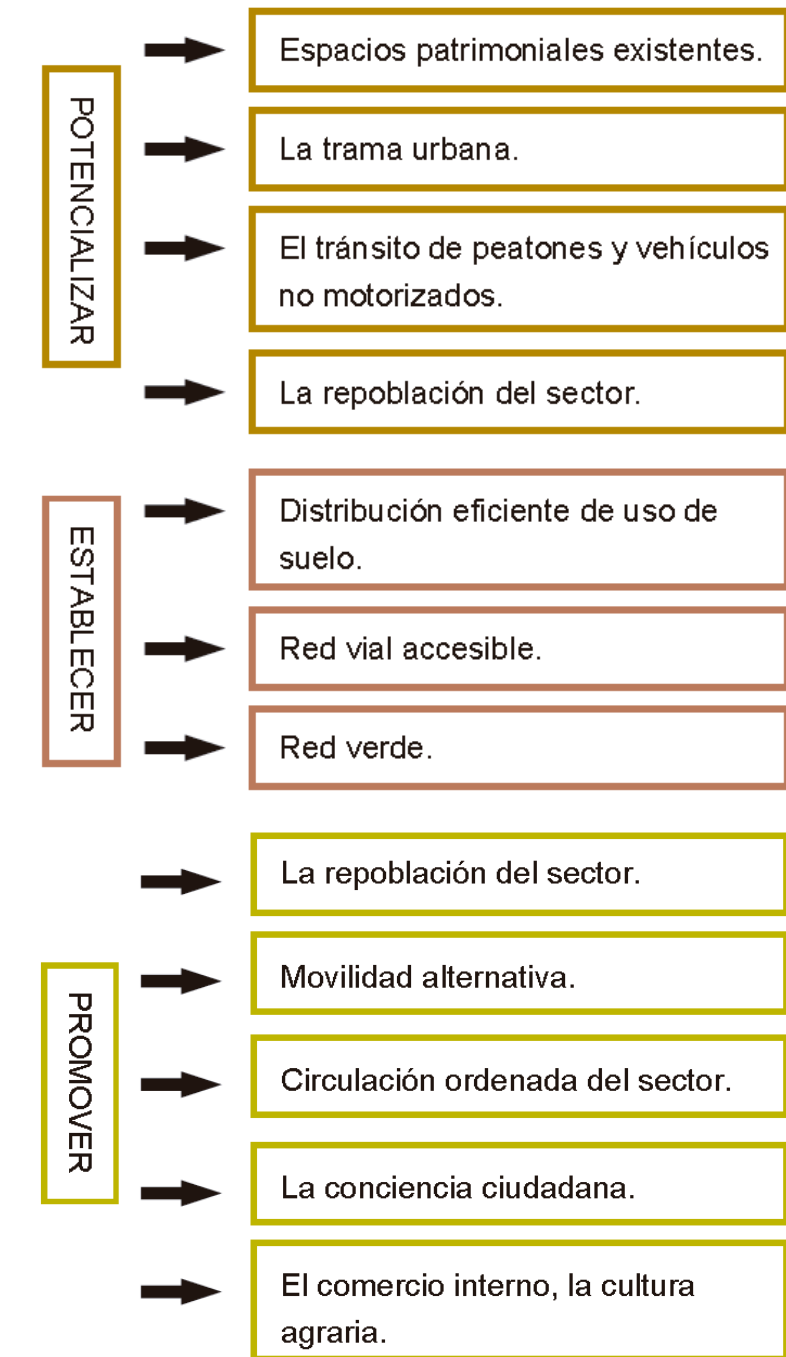 POTENCIALIZAR
Espacios patrimoniales existentes.
La trama urbana.
El tránsito de peatones y vehículos
no motorizados.
La repoblación del sector.
ESTABLECER
Distribución eficiente de uso de
suelo.
Red vial accesible.
Red verde.
PROMOVER
La repoblación del sector.
Movilidad alternativa.
Circulación ordenada del sector.
La conciencia ciudadana.
El comercio interno, la cultura
agraria.